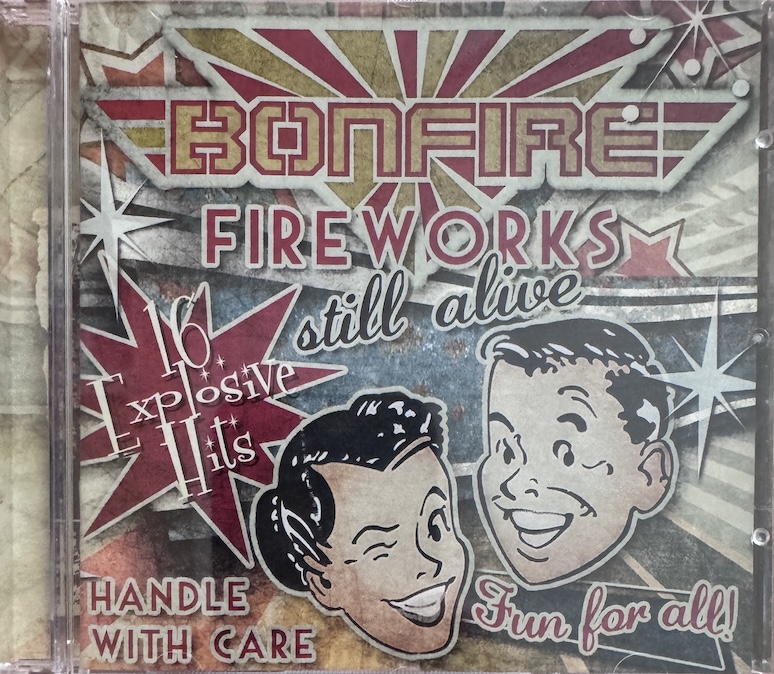 BONFIRE
FIREWORKS
still alive
16
Explosive
Hits
HANDLE
WITH CARE
Fun for all!